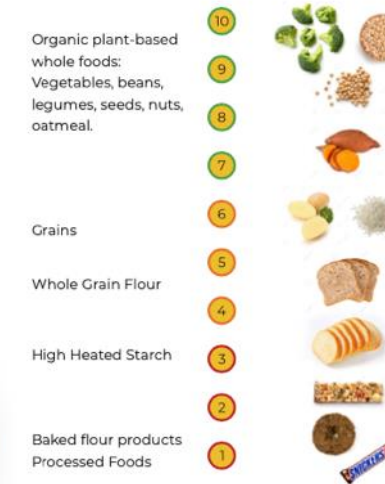 10
Organic plant-based
whole foods:
9
Vegetables, beans,
legumes, seeds, nuts,
8
oatmeal.
7
6
Grains
5
Whole Grain Flour
4
High Heated Starch
3
2
Baked flour products
1
Processed Foods
SNICKERS